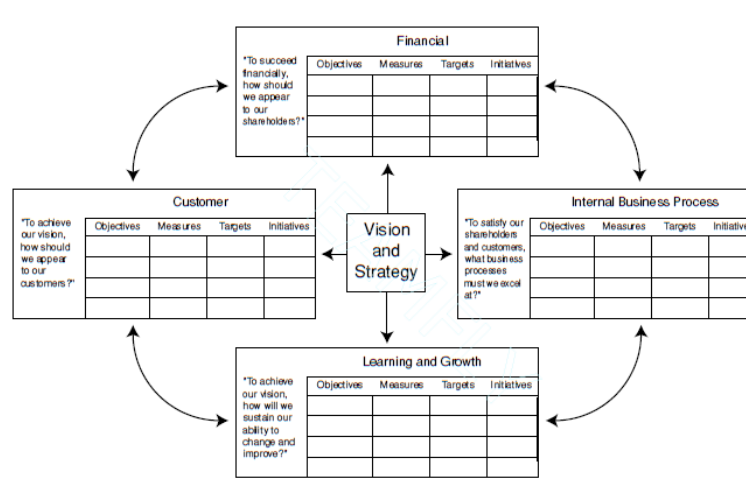 Financial
"To succeed
financially,
how should
we appear
to our
shareholders?"
Objectives Measures Targets Initiatives
Customer
"To achieve
our vision,
how should
we appear
to our
customers?"
Objectives Measures Targets Initiatives
Vision
and
Strategy
Internal Business Process
"To satisfy our
shareholders
and customers,
what business
processes
must we excel
at?"
Objectives Measures Targets Initiative
Learning and Growth
"To achieve
our vision,
how will we
sustain our
ability to
change and
improve?"
Objectives Measures Targets Initiatives